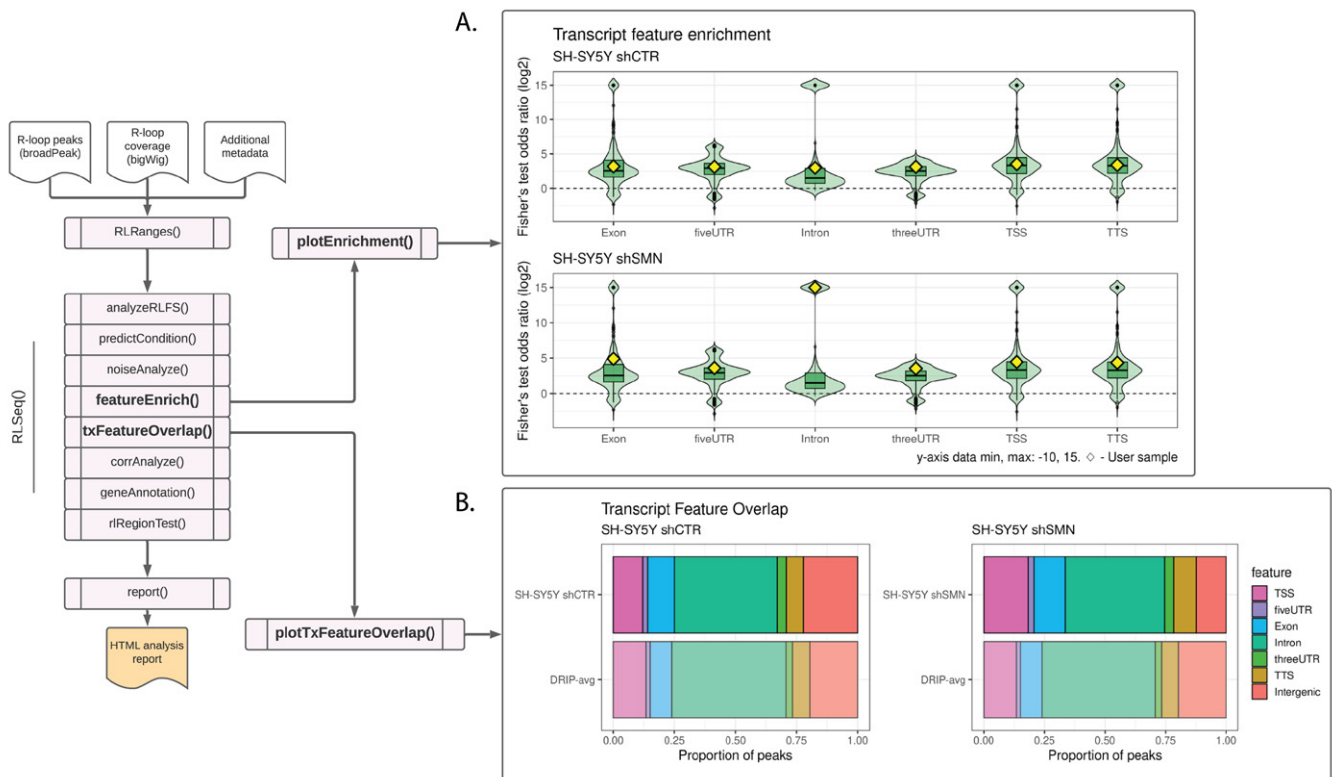 R-loop peaks
(broadPeak)
R-loop
coverage
(bigWig)
Additional
metadata
RLRanges()
RLSeq()
analyzeRLFS()
predictCondition()
noiseAnalyze()
featureEnrich()
txFeatureOverlap()
corrAnalyze()
geneAnnotation()
rlRegionTest()
report()
HTML analysis
report
plotEnrichment()
plotTxFeatureOverlap()
A.
Transcript feature enrichment
SH-SY5Y shCTR
Fisher's test odds ratio (log2)
15
10
5
0
Exon fiveUTR Intron threeUTR TSS TTS
SH-SY5Y shSMN
Fisher's test odds ratio (log2)
15
10
5
0
Exon fiveUTR Intron threeUTR TSS TTS
y-axis data min, max: -10, 15. ◇ - User sample
B.
Transcript Feature Overlap
SH-SY5Y shCTR
SH-SY5Y shCTR
DRIP-avg
0.00 0.25 0.50 0.75 1.00
Proportion of peaks
SH-SY5Y shSMN
SH-SY5Y shSMN
DRIP-avg
0.00 0.25 0.50 0.75 1.00
Proportion of peaks
feature
TSS
fiveUTR
Exon
Intron
threeUTR
TTS
Intergenic